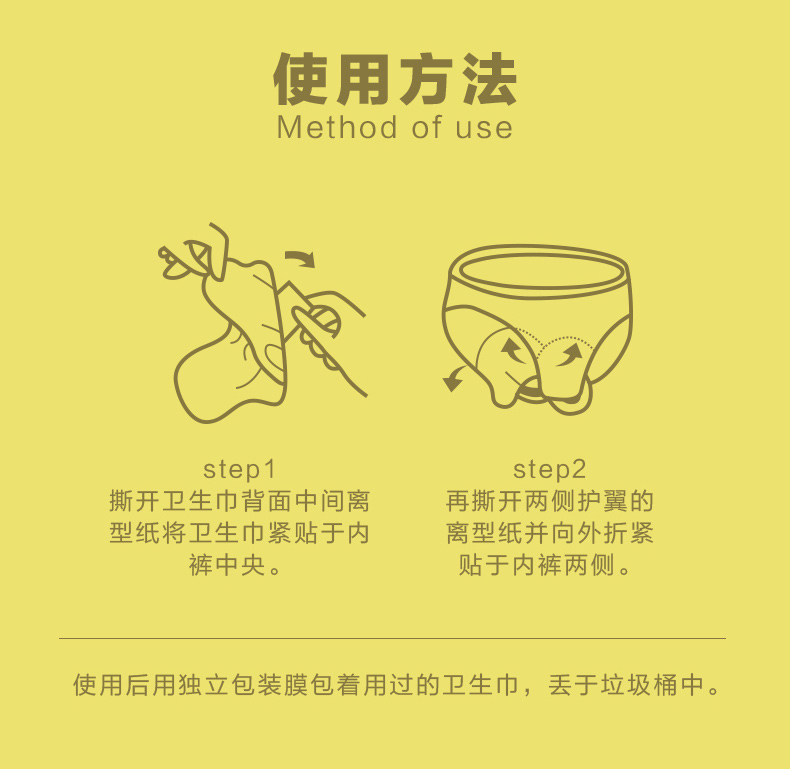 使用方法
Method of use
step1
撕开卫生巾背面中间离
型纸将卫生巾紧贴于内
裤中央。
step2
再撕开两侧护翼的
离型纸并向外折紧
贴于内裤两侧。
使用后用独立包装膜包着用过的卫生巾，丢于垃圾桶中。